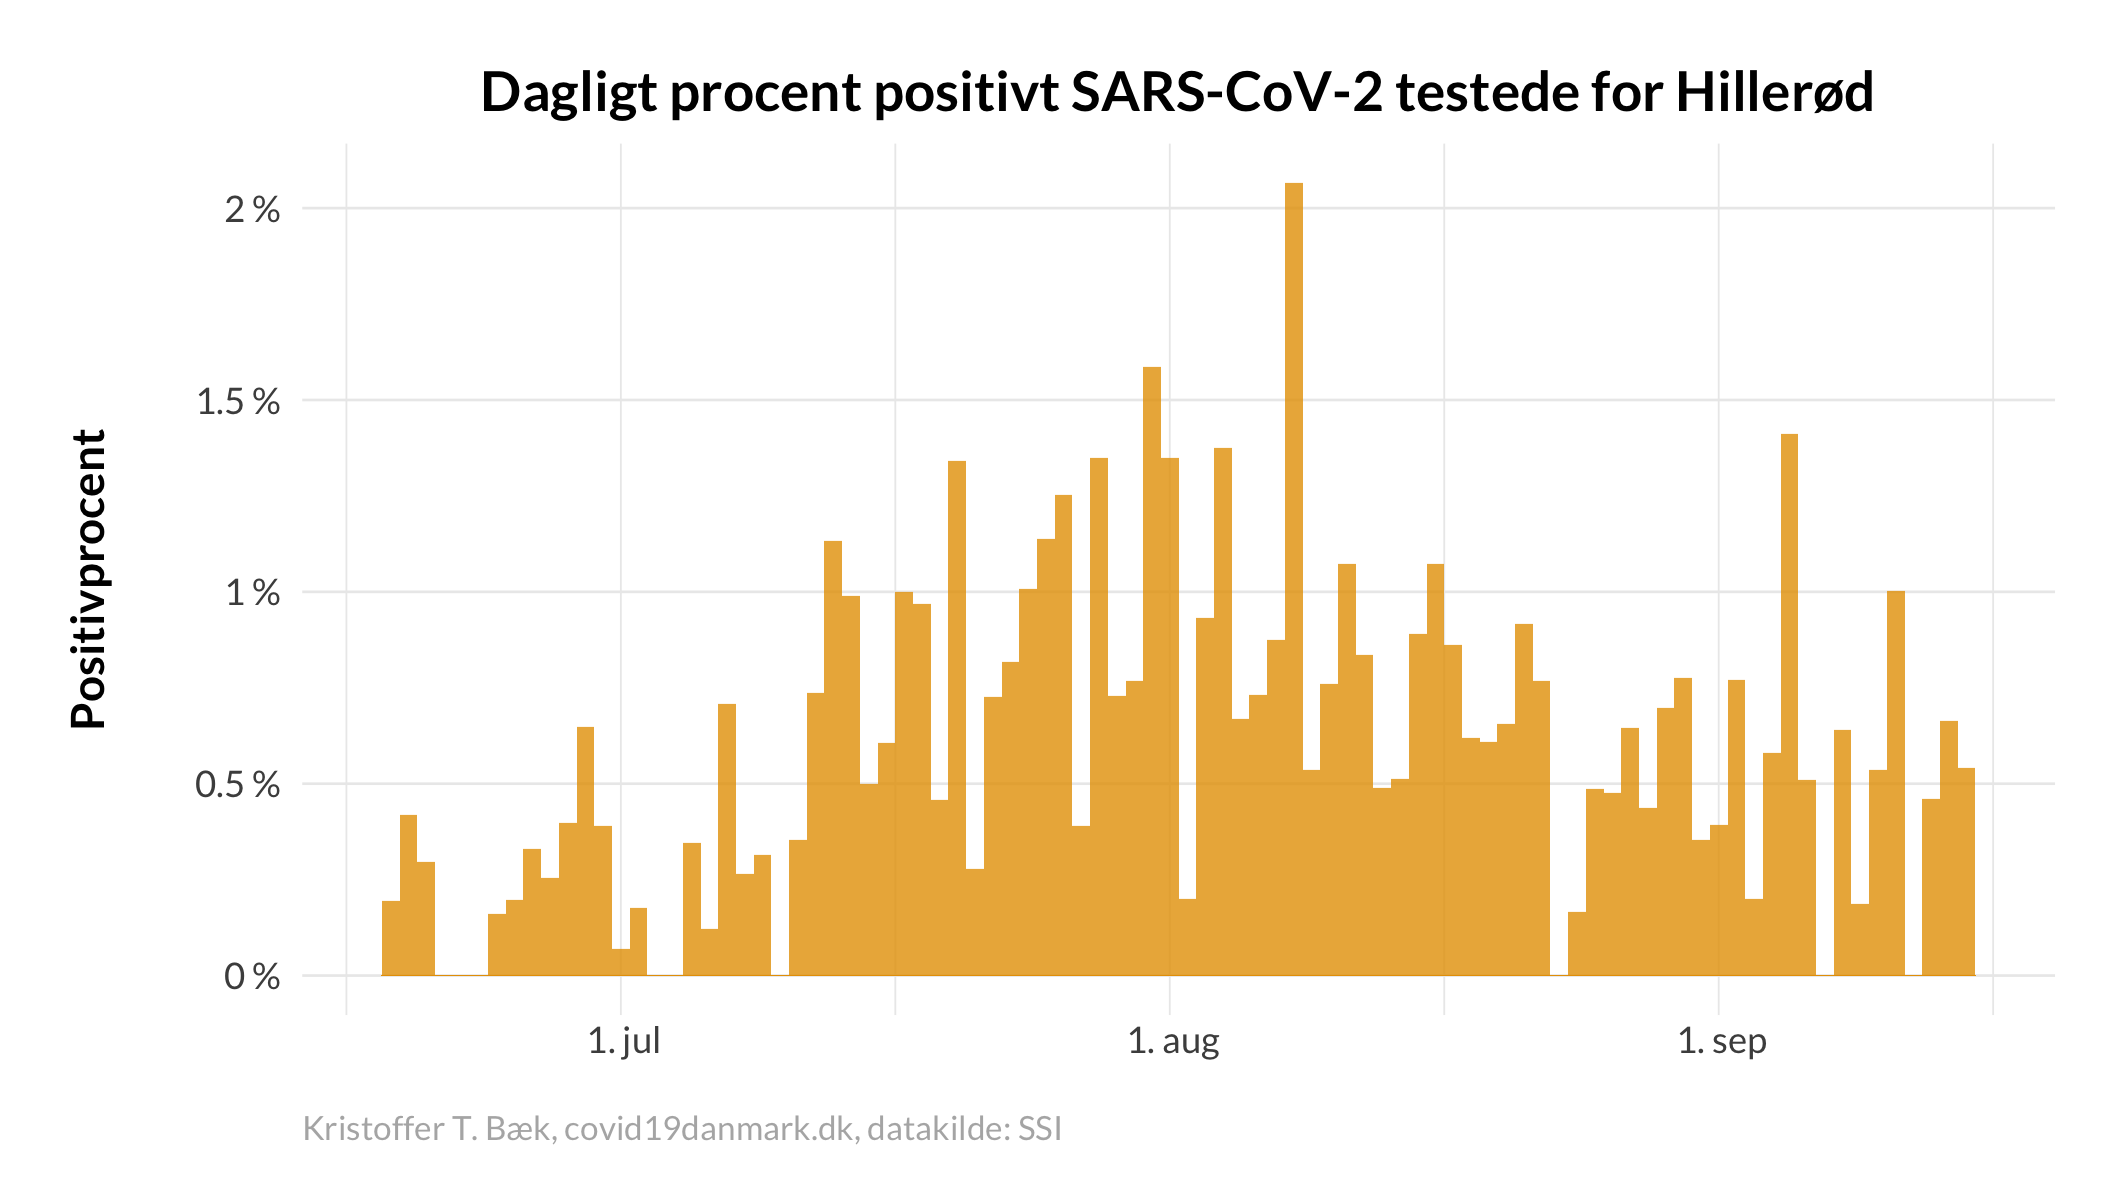 Dagligt procent positivt SARS-CoV-2 testede for Hillerød
Positivprocent
2 %
1.5 %
1 %
0.5 %
0 %
1. jul
1. aug
1. sep
Kristoffer T. Bæk, covid19danmark.dk, datakilde: SSI